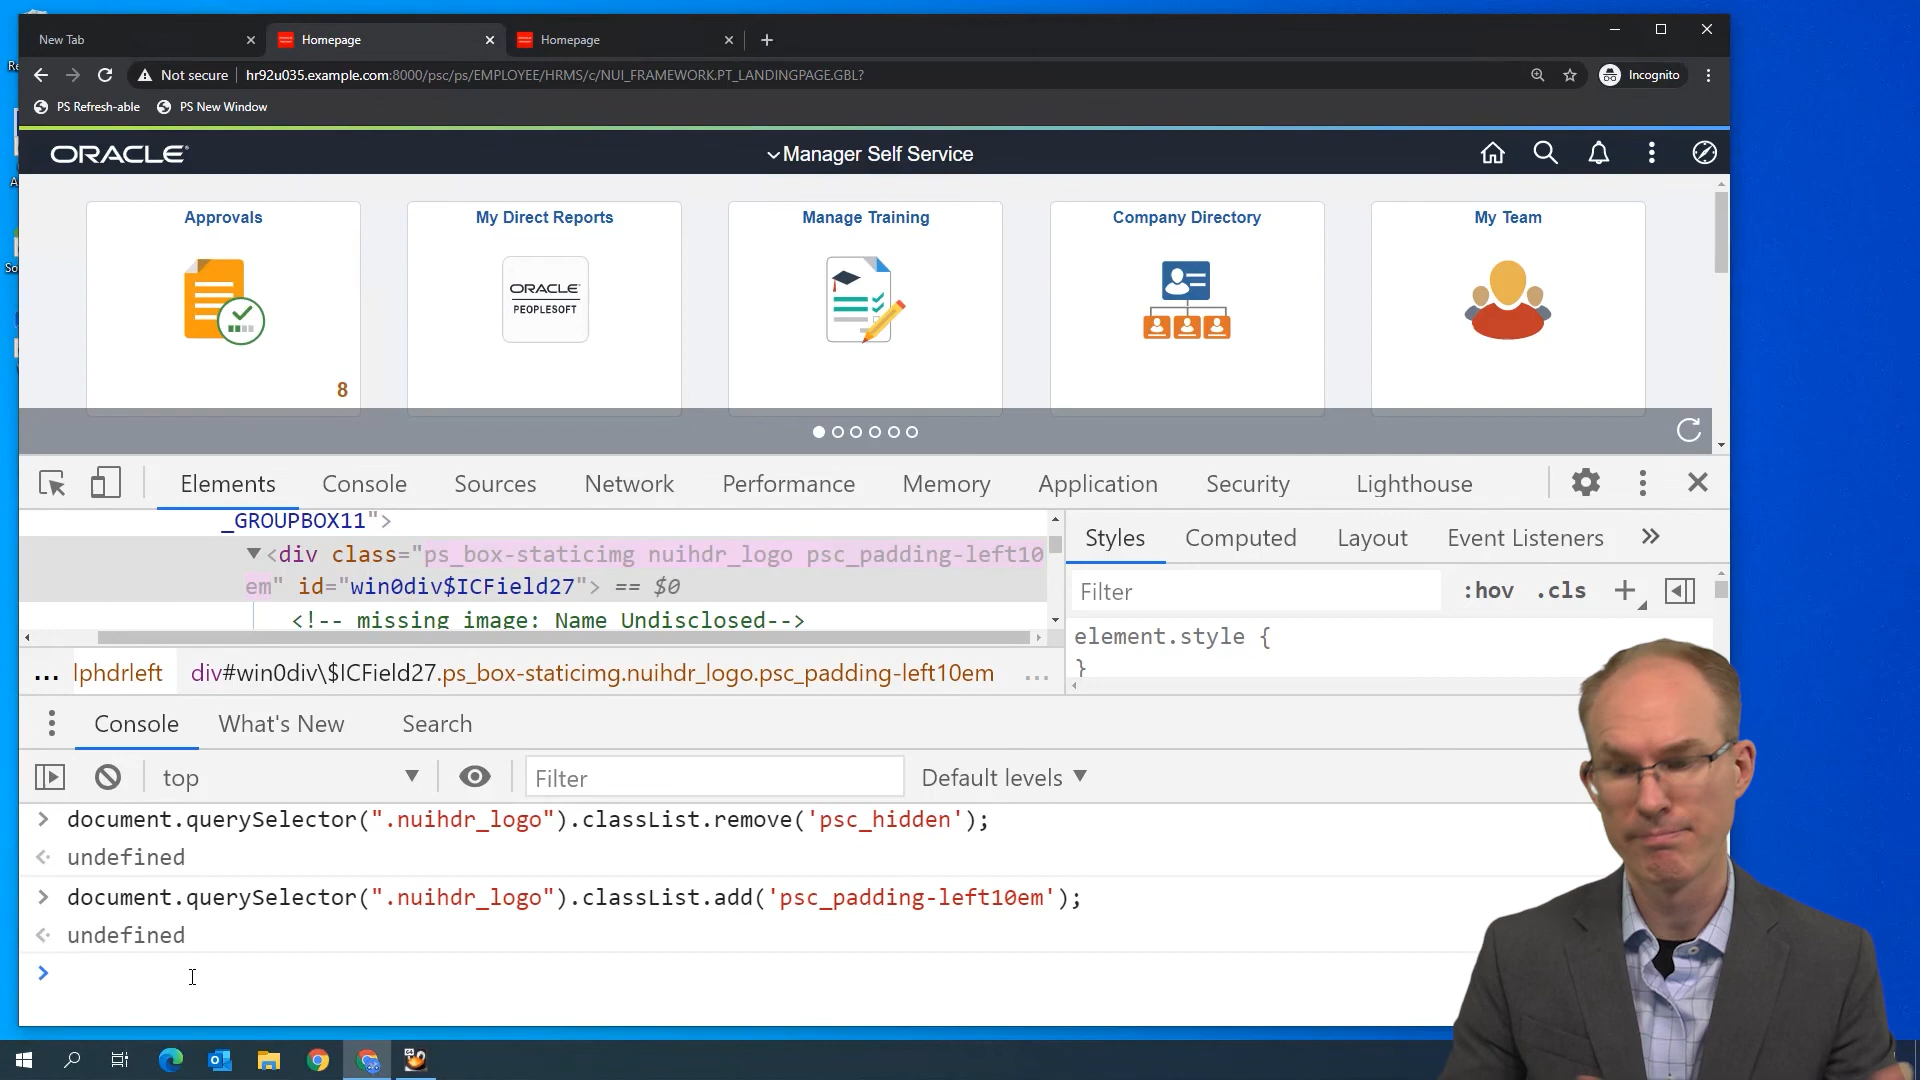 New Tab
Homepage
Homepage
Not secure
hr92u035.example.com:8000/psc/ps/EMPLOYEE/HRMS/c/NUI_FRAMEWORK.PT_LANDINGPAGE.GBL?
Incognito
PS Refresh-able
PS New Window
ORACLE
Manager Self Service
Approvals
My Direct Reports
Manage Training
Company Directory
My Team
ORACLE
PEOPLESOFT
8
Elements
Console
Sources
Network
Performance
Memory
Application
Security
Lighthouse
_GROUPBOX11">
<div class="ps_box-staticimg nuihdr_logo psc_padding-left10
em" id="win0div$ICField27"> == $0
<!-- missing image: Name Undisclosed-->
Styles
Computed
Layout
Event Listeners
Filter
:hov
.cls
element.style {
}
... lphdrleft div#win0div\$ICField27.ps_box-staticimg.nuihdr_logo.psc_padding-left10em ...
Console
What's New
Search
top
Filter
Default levels
> document.querySelector(".nuihdr_logo").classList.remove('psc_hidden');
undefined
> document.querySelector(".nuihdr_logo").classList.add('psc_padding-left10em');
undefined
>